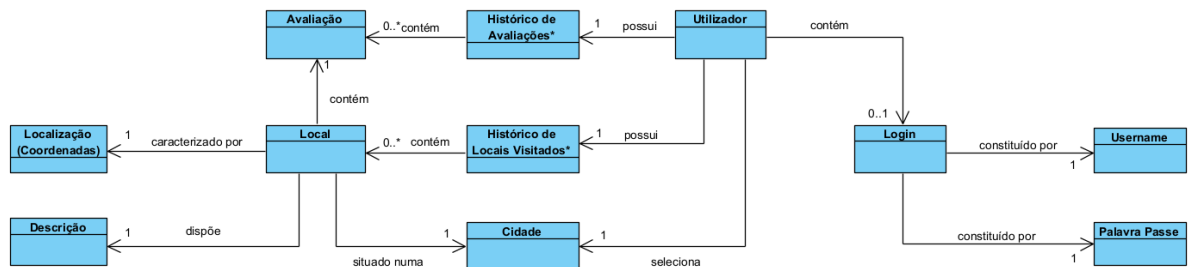 Avaliação
0..*
contém
Histórico de
Avaliações*
1
possui
Utilizador
contém
1
contém
0..1
Localização
(Coordenadas)
1
caracterizado por
Local
0..*
contém
Histórico de
Locais Visitados*
1
possui
Login
constituído por
1
Username
Descrição
1
dispõe
1
situado numa
Cidade
1
seleciona
constituído por
1
Palavra Passe